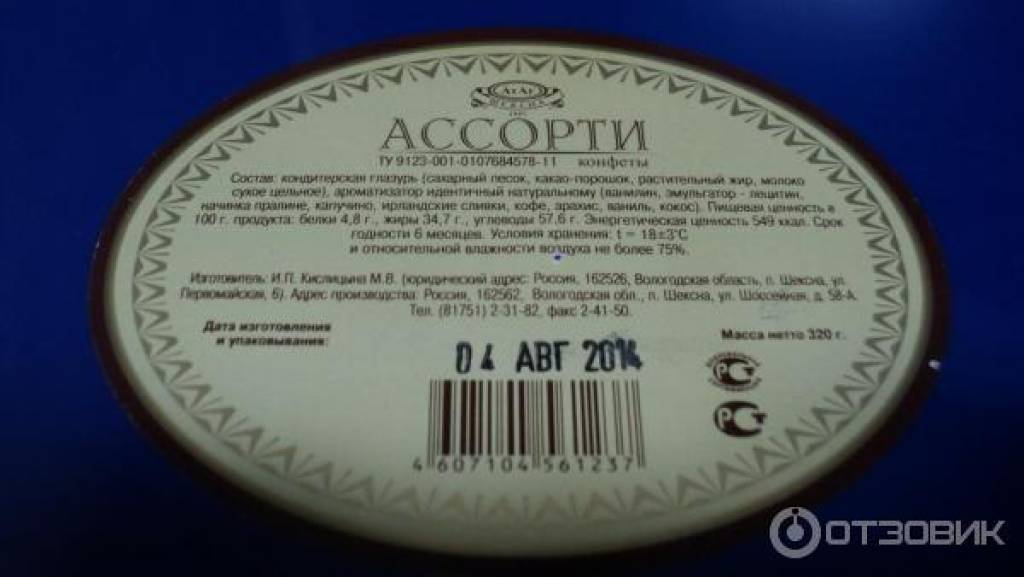 АтАг
ШЕКСНА
АССОРТИ
ТУ 9123-001-0107684578-11 конфеты
Состав: кондитерская глазурь (сахарный песок, какао-порошок, растительный жир, молоко
сухое цельное), ароматизатор идентичный натуральному (ванилин, эмульгатор - лецитин,
начинка пралине, капучино, ирландские сливки, кофе, арахис, ваниль, кокос). Пищевая ценность в
100 г. продукта: белки 4,8 г., жиры 34,7 г., углеводы 57,6 г. Энергетическая ценность 549 ккал. Срок
годности 6 месяцев. Условия хранения: t = 18±3°С
и относительной влажности воздуха не более 75%.
Изготовитель: И.П. Кислицына М.В. (юридический адрес: Россия, 162526, Вологодская область, п. Шексна, ул.
Первомайская, 6). Адрес производства: Россия, 162562, Вологодская обл., п. Шексна, ул. Шоссейная, д. 58-А.
Тел. (81751) 2-31-82, факс 2-41-50.
Дата изготовления
и упаковывания:
04 АВГ 2014
Масса нетто 320 г.
4 607104 561237
ОТЗОВИК